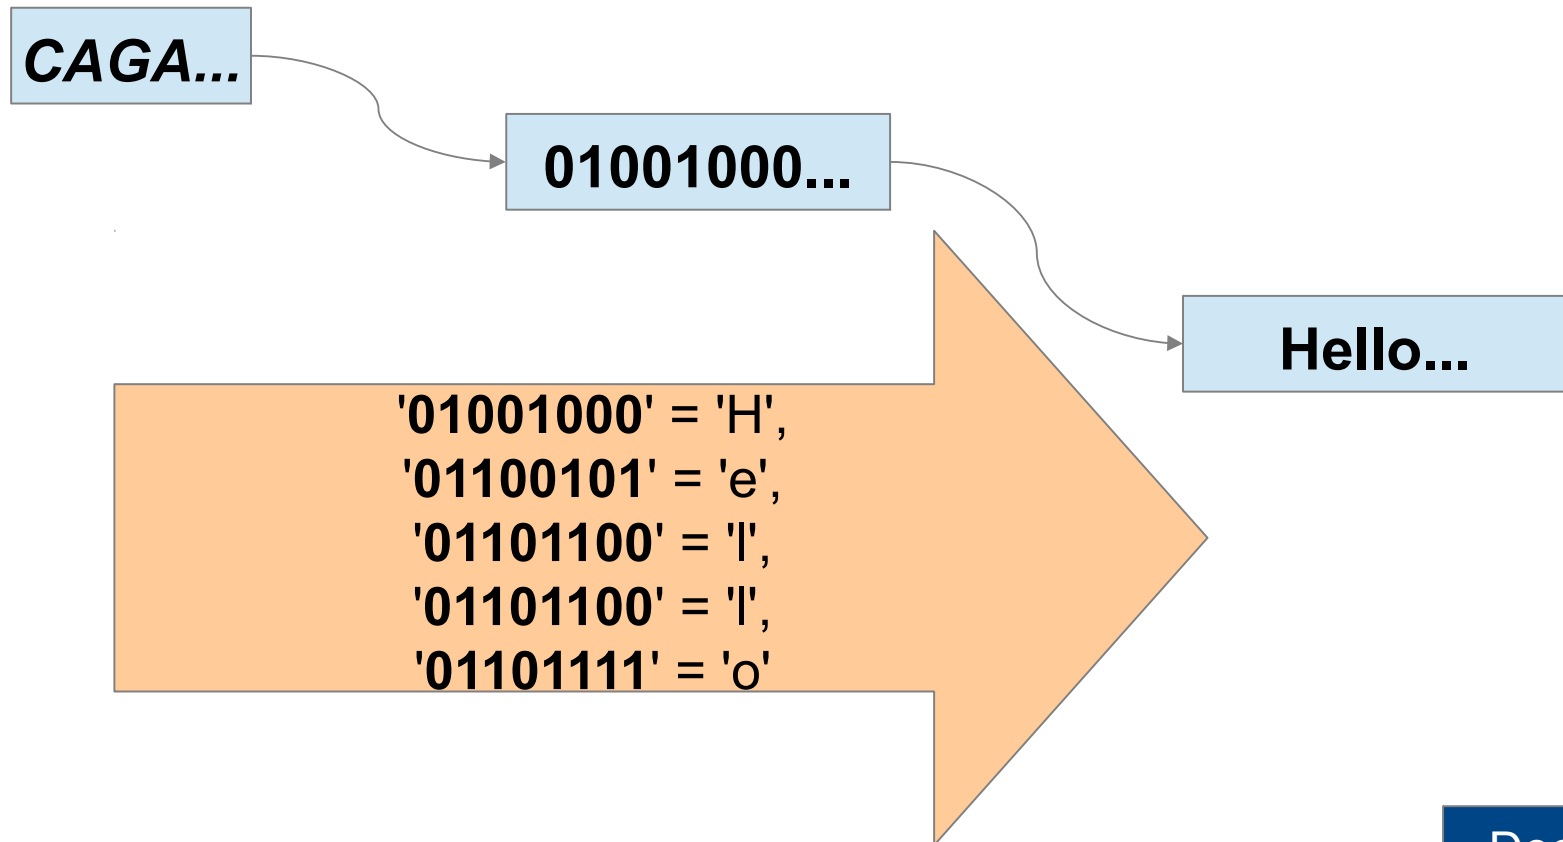 CAGA...
01001000...
Hello...
'01001000' = 'H',
'01100101' = 'e',
'01101100' = 'l',
'01101100' = 'l',
'01101111' = 'o'